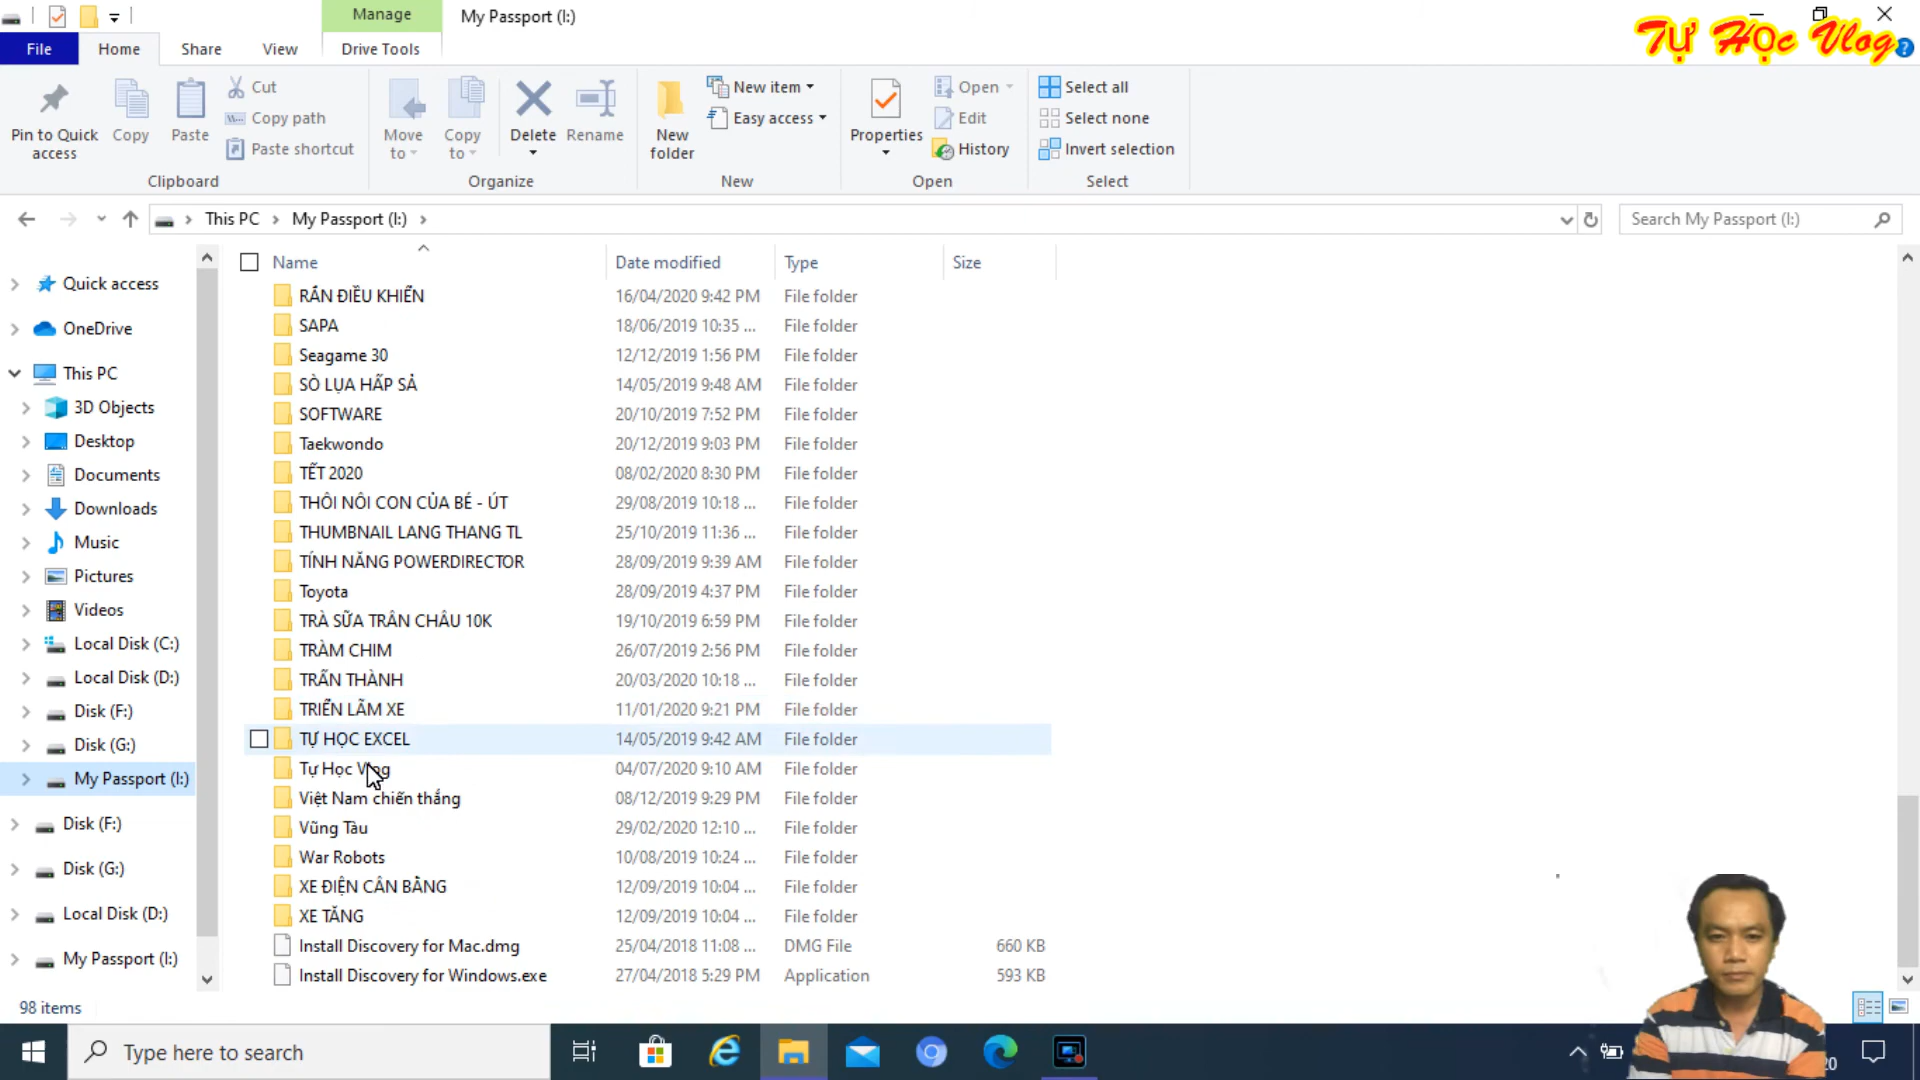 Manage
My Passport (I:)
Tự Học Vlog
File
Home
Share
View
Drive Tools
Pin to Quick access
Copy
Paste
Cut
Copy path
Paste shortcut
Clipboard
Move to
Copy to
Delete
Rename
Organize
New folder
New item
Easy access
New
Properties
Open
Edit
History
Open
Select all
Select none
Invert selection
Select
This PC
My Passport (I:)
Search My Passport (I:)
Quick access
OneDrive
This PC
3D Objects
Desktop
Documents
Downloads
Music
Pictures
Videos
Local Disk (C:)
Local Disk (D:)
Disk (F:)
Disk (G:)
My Passport (I:)
Disk (F:)
Disk (G:)
Local Disk (D:)
My Passport (I:)
Name Date modified Type Size
RẮN ĐIỀU KHIỂN 16/04/2020 9:42 PM File folder
SAPA 18/06/2019 10:35 ... File folder
Seagame 30 12/12/2019 1:56 PM File folder
SÒ LỤA HẤP SẢ 14/05/2019 9:48 AM File folder
SOFTWARE 20/10/2019 7:52 PM File folder
Taekwondo 20/12/2019 9:03 PM File folder
TẾT 2020 08/02/2020 8:30 PM File folder
THÔI NÔI CON CỦA BÉ - ÚT 29/08/2019 10:18 ... File folder
THUMBNAIL LANG THANG TL 25/10/2019 11:36 ... File folder
TÍNH NĂNG POWERDIRECTOR 28/09/2019 9:39 AM File folder
Toyota 28/09/2019 4:37 PM File folder
TRÀ SỮA TRÂN CHÂU 10K 19/10/2019 6:59 PM File folder
TRÀM CHIM 26/07/2019 2:56 PM File folder
TRẤN THÀNH 20/03/2020 10:18 ... File folder
TRIỂN LÃM XE 11/01/2020 9:21 PM File folder
TỰ HỌC EXCEL 14/05/2019 9:42 AM File folder
Tự Học Vlog 04/07/2020 9:10 AM File folder
Việt Nam chiến thắng 08/12/2019 9:29 PM File folder
Vũng Tàu 29/02/2020 12:10 ... File folder
War Robots 10/08/2019 10:24 ... File folder
XE ĐIỆN CÂN BẰNG 12/09/2019 10:04 ... File folder
XE TĂNG 12/09/2019 10:04 ... File folder
Install Discovery for Mac.dmg 25/04/2018 11:08 ... DMG File 660 KB
Install Discovery for Windows.exe 27/04/2018 5:29 PM Application 593 KB
98 items
Type here to search
20